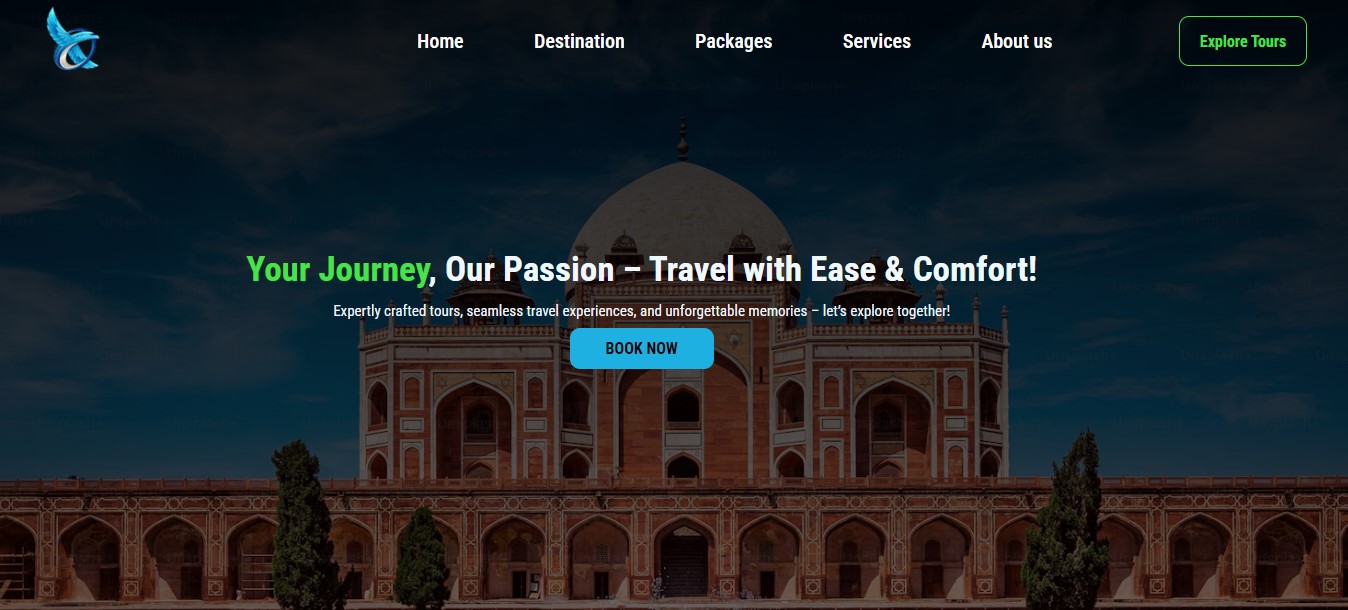 Home Destination Packages Services About us Explore Tours
Your Journey, Our Passion – Travel with Ease & Comfort!
Expertly crafted tours, seamless travel experiences, and unforgettable memories – let's explore together!
BOOK NOW